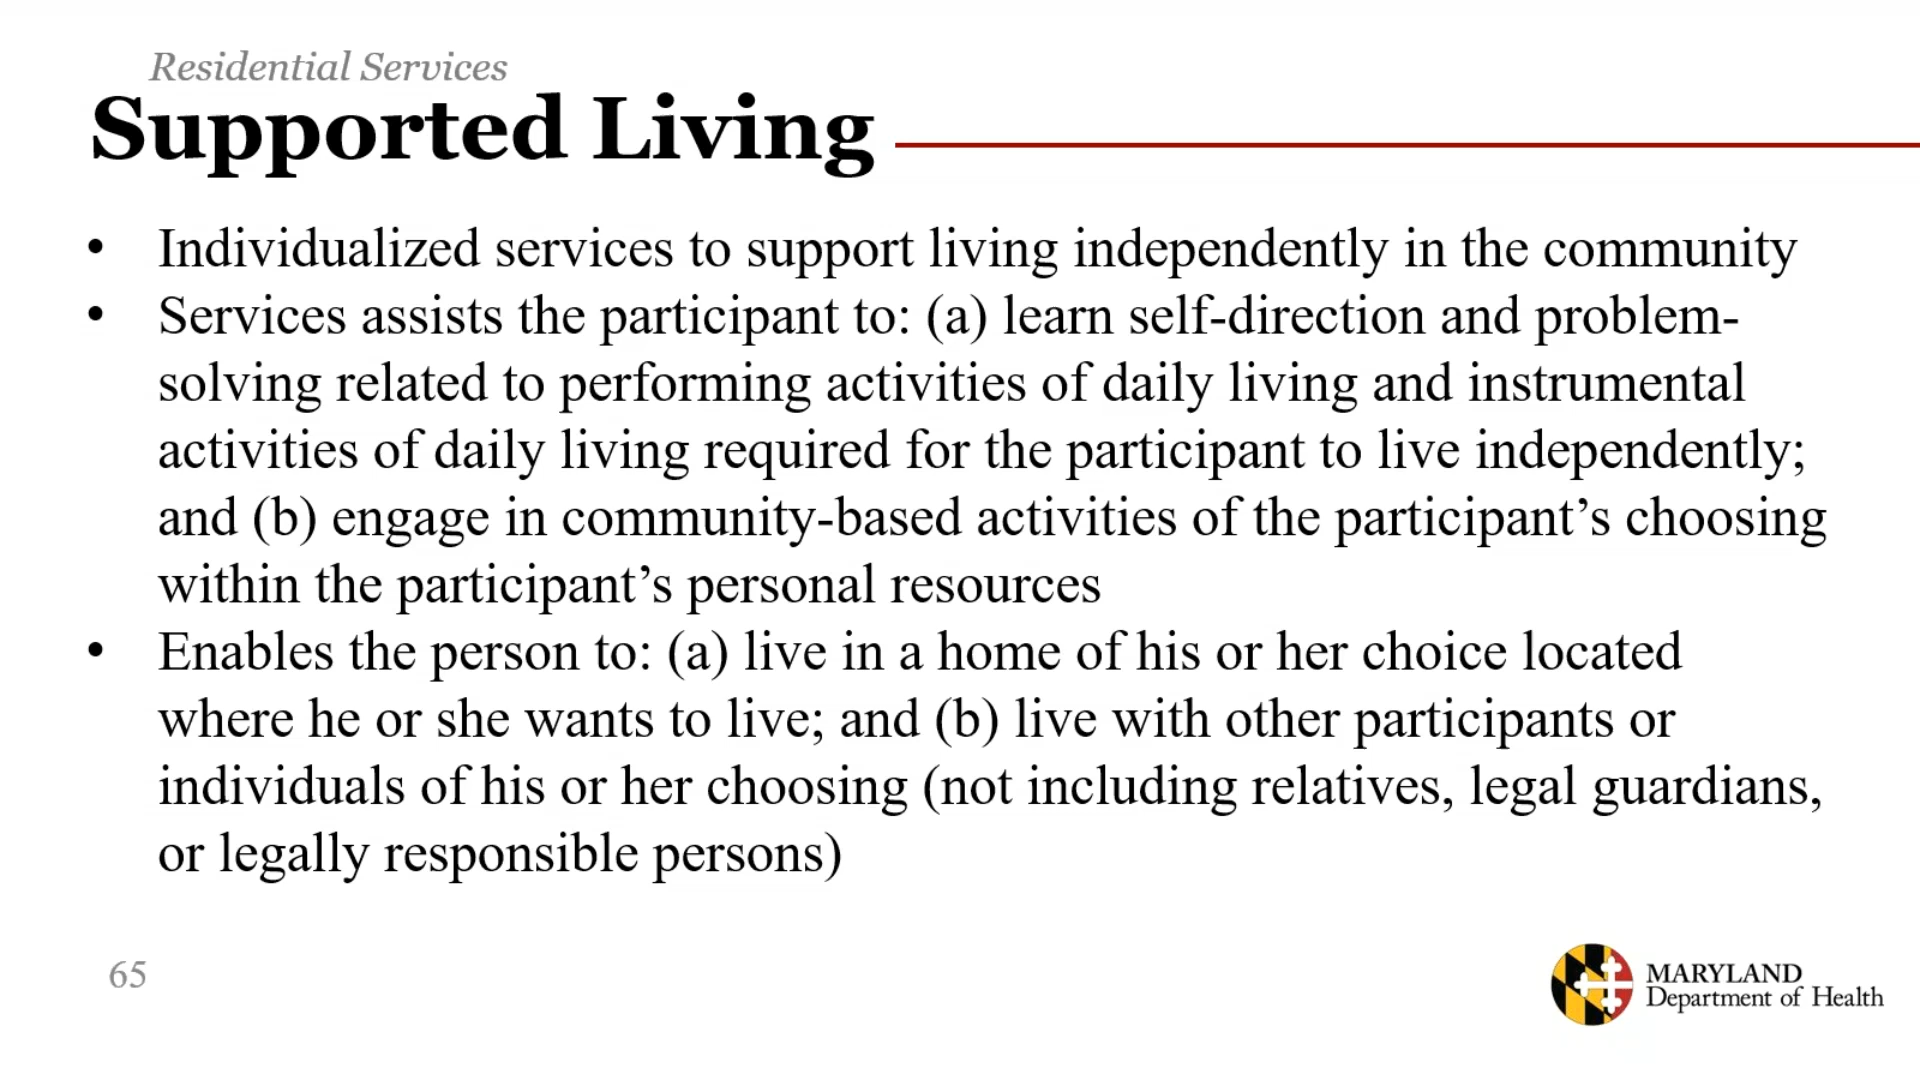 Residential Services
Supported Living
• Individualized services to support living independently in the community
• Services assists the participant to: (a) learn self-direction and problem-
solving related to performing activities of daily living and instrumental
activities of daily living required for the participant to live independently;
and (b) engage in community-based activities of the participant’s choosing
within the participant’s personal resources
• Enables the person to: (a) live in a home of his or her choice located
where he or she wants to live; and (b) live with other participants or
individuals of his or her choosing (not including relatives, legal guardians,
or legally responsible persons)
65
MARYLAND
Department of Health